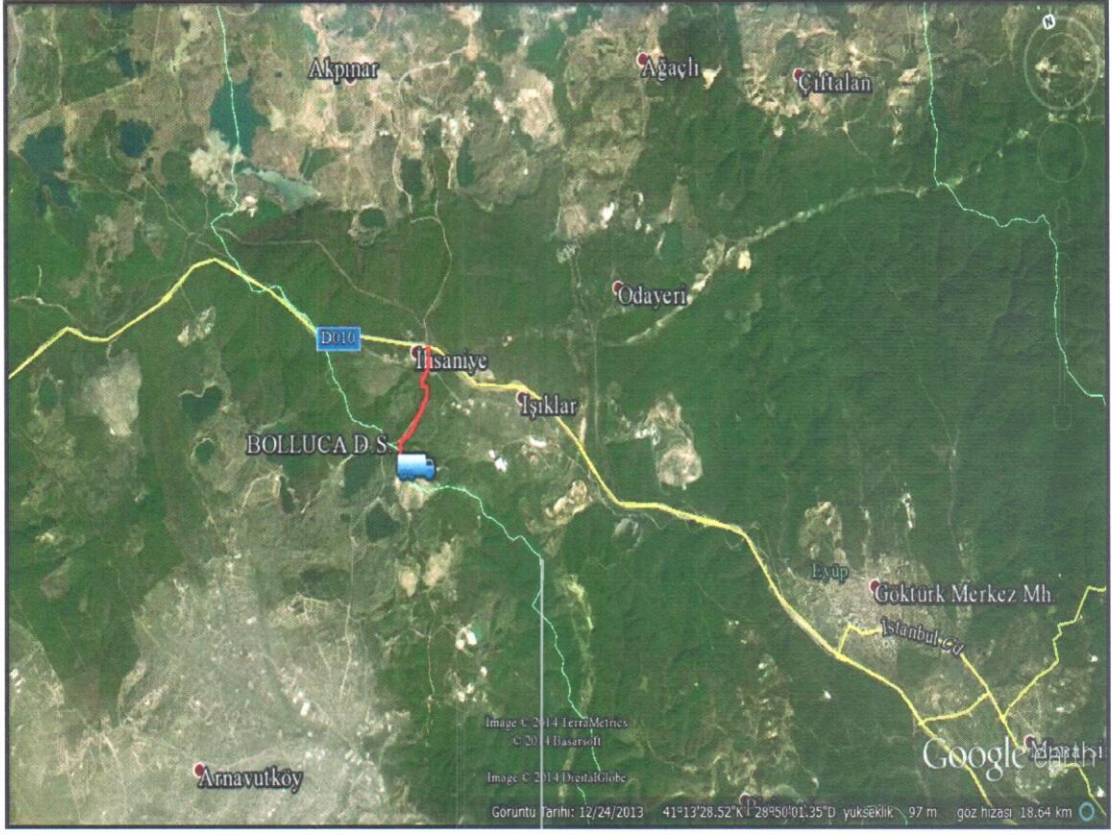 N
Akpınar
Ağaçlı
Çiftalan
Odayeri
D010
İhsaniye
Işıklar
BOLLUCA D.S.
Eyüp
Göktürk Merkez Mh.
İstanbul Cd
Image © 2014 TerraMetrics
© 2014 Basarsoft
Google earth
Arnavutköy
Image © 2014 DigitalGlobe
Görüntü Tarihi: 12/24/2013 41°13'28.52"K 28°50'01.35"D yükseklik 97 m göz hizası 18.64 km